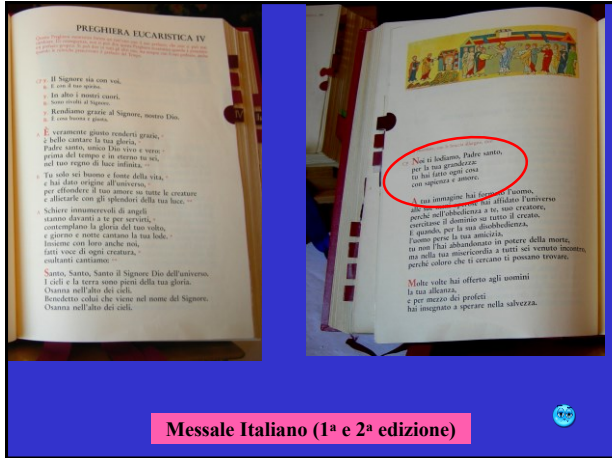 PREGHIERA EUCARISTICA IV
Il Signore sia con voi.
E con il tuo spirito.
In alto i nostri cuori.
Sono rivolti al Signore.
Rendiamo grazie al Signore, nostro Dio.
È cosa buona e giusta.
È veramente giusto renderti grazie,
è bello cantare la tua gloria,
Padre santo, unico Dio vivo e vero:
prima del tempo e in eterno tu sei,
nel tuo regno di luce infinita.
Tu solo sei buono e fonte della vita,
e hai dato origine all'universo,
per effondere il tuo amore su tutte le creature
e allietarle con gli splendori della tua luce.
Schiere innumerevoli di angeli
stanno davanti a te per servirti,
contemplano la gloria del tuo volto,
e giorno e notte cantano la tua lode.
Insieme con loro anche noi,
fatti voce di ogni creatura,
esultanti cantiamo:
Santo, Santo, Santo il Signore Dio dell'universo.
I cieli e la terra sono pieni della tua gloria.
Osanna nell'alto dei cieli.
Benedetto colui che viene nel nome del Signore.
Osanna nell'alto dei cieli.
IV
Noi ti lodiamo, Padre santo,
per la tua grandezza:
tu hai fatto ogni cosa
con sapienza e amore.
A tua immagine hai formato l'uomo,
alle sue mani operose hai affidato l'universo
perché nell'obbedienza a te, suo creatore,
esercitasse il dominio su tutto il creato.
E quando, per la sua disobbedienza,
l'uomo perse la tua amicizia,
tu non l'hai abbandonato in potere della morte,
ma nella tua misericordia a tutti sei venuto incontro,
perché coloro che ti cercano ti possano trovare.
Molte volte hai offerto agli uomini
la tua alleanza,
e per mezzo dei profeti
hai insegnato a sperare nella salvezza.
Messale Italiano (1ª e 2ª edizione)